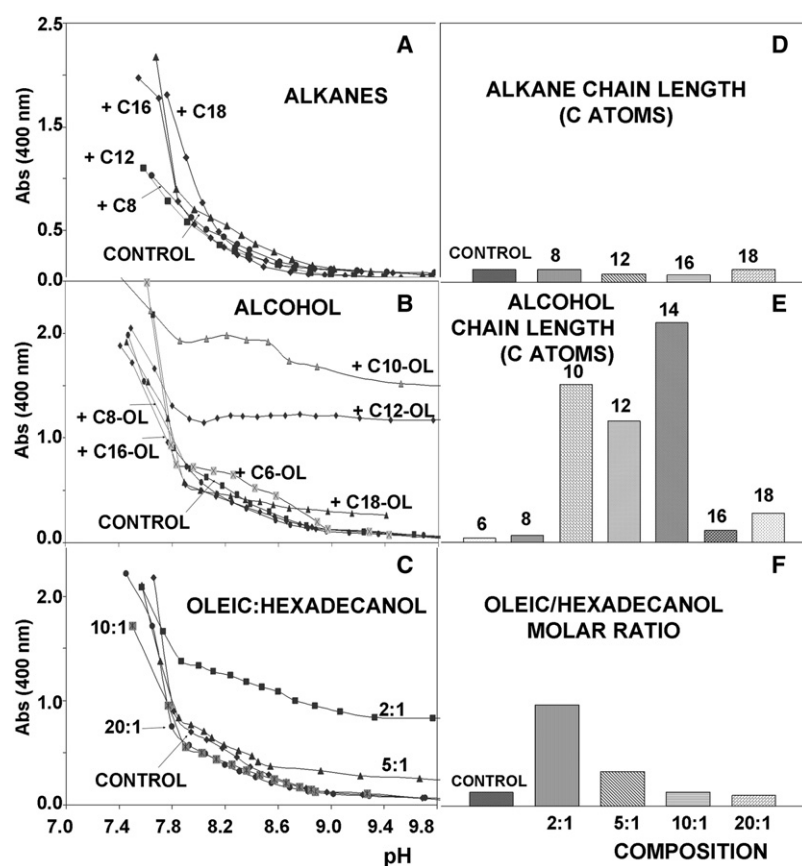 A
ALKANES
Abs (400 nm)
2.5
2.0
1.5
1.0
0.5
0.0
+ C16
+ C18
+ C12
+ C8
CONTROL
D
ALKANE CHAIN LENGTH
(C ATOMS)
CONTROL
8
12
16
18
B
ALCOHOL
Abs (400 nm)
2.0
1.0
0.0
+ C10-OL
+ C12-OL
+ C8-OL
+ C16-OL
+ C6-OL
+ C18-OL
CONTROL
E
ALCOHOL
CHAIN LENGTH
(C ATOMS)
6
8
10
12
14
16
18
C
OLEIC:HEXADECANOL
Abs (400 nm)
2.0
1.0
0.0
10:1
20:1
CONTROL
2:1
5:1
7.0 7.4 7.8 8.2 8.6 9.0 9.4 9.8
pH
F
OLEIC/HEXADECANOL
MOLAR RATIO
CONTROL
2:1 5:1 10:1 20:1
COMPOSITION